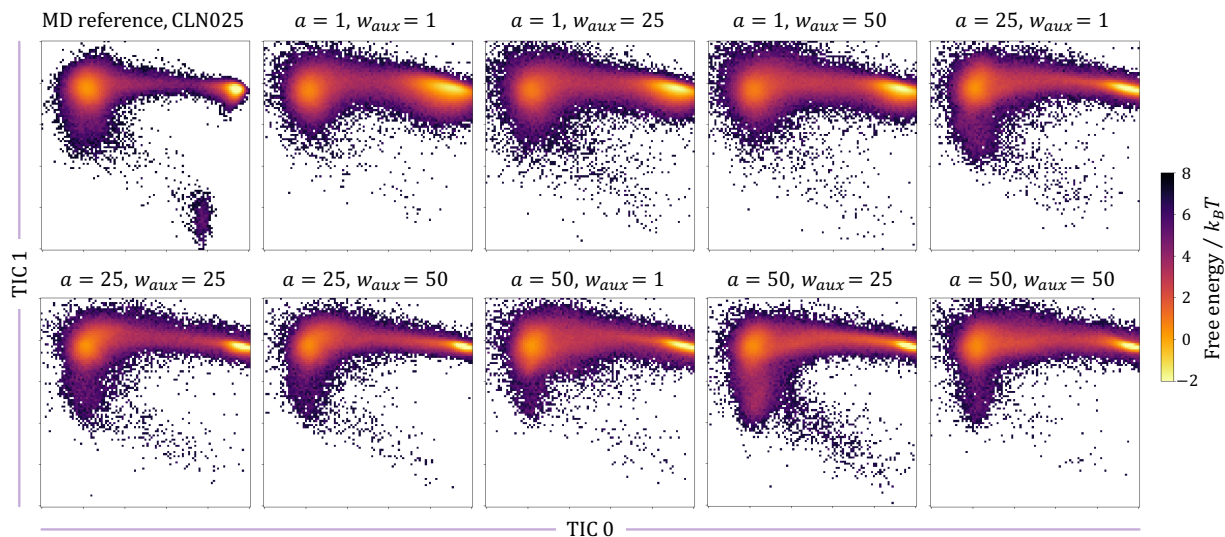 MD reference, CLN025
a = 1, w_aux = 1
a = 1, w_aux = 25
a = 1, w_aux = 50
a = 25, w_aux = 1
a = 25, w_aux = 25
a = 25, w_aux = 50
a = 50, w_aux = 1
a = 50, w_aux = 25
a = 50, w_aux = 50
TIC 1
TIC 0
8
6
4
2
0
−2
Free energy / k_BT